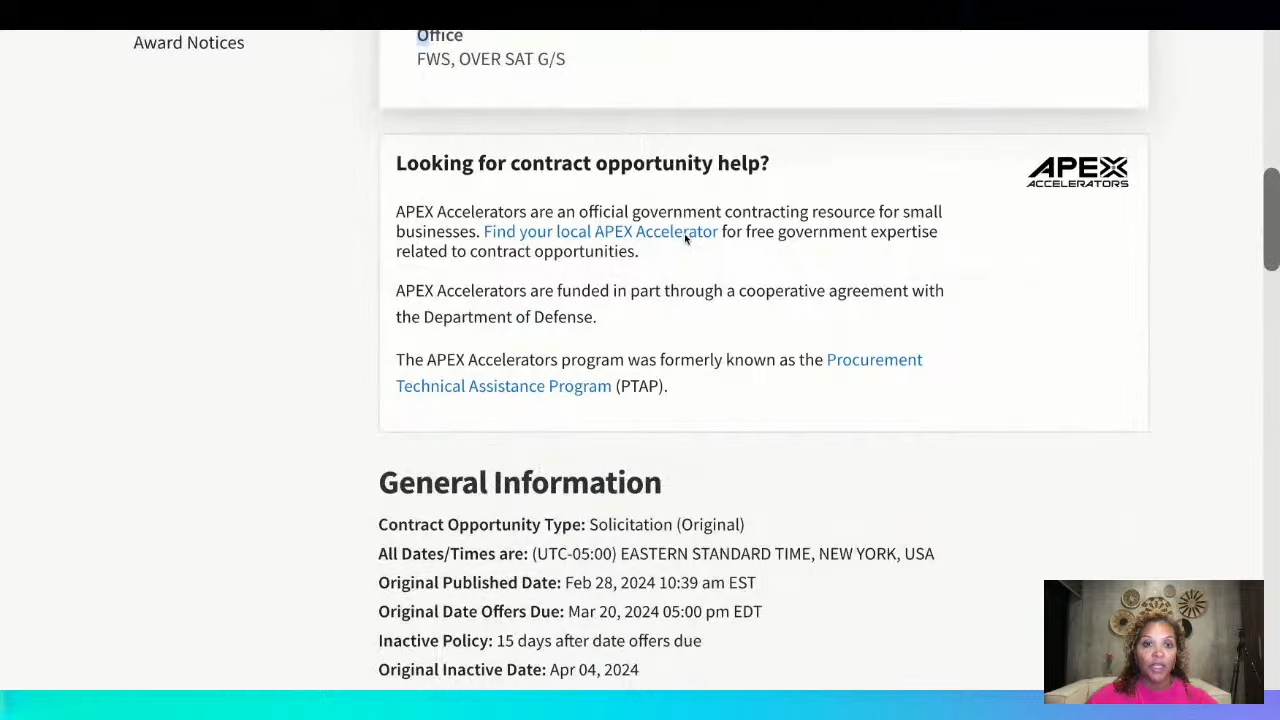 Award Notices
Office
FWS, OVER SAT G/S
Looking for contract opportunity help?
APEX
ACCELERATORS
APEX Accelerators are an official government contracting resource for small
businesses. Find your local APEX Accelerator for free government expertise
related to contract opportunities.
APEX Accelerators are funded in part through a cooperative agreement with
the Department of Defense.
The APEX Accelerators program was formerly known as the Procurement
Technical Assistance Program (PTAP).
General Information
Contract Opportunity Type: Solicitation (Original)
All Dates/Times are: (UTC-05:00) EASTERN STANDARD TIME, NEW YORK, USA
Original Published Date: Feb 28, 2024 10:39 am EST
Original Date Offers Due: Mar 20, 2024 05:00 pm EDT
Inactive Policy: 15 days after date offers due
Original Inactive Date: Apr 04, 2024